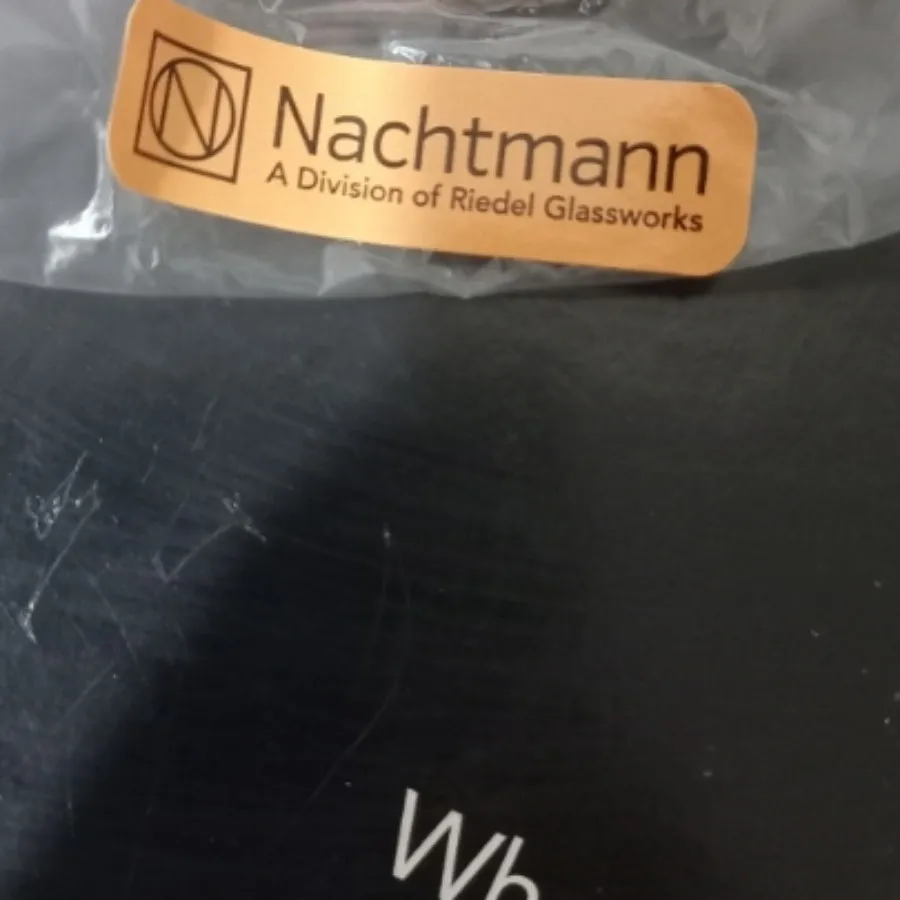 Nachtmann
A Division of Riedel Glassworks